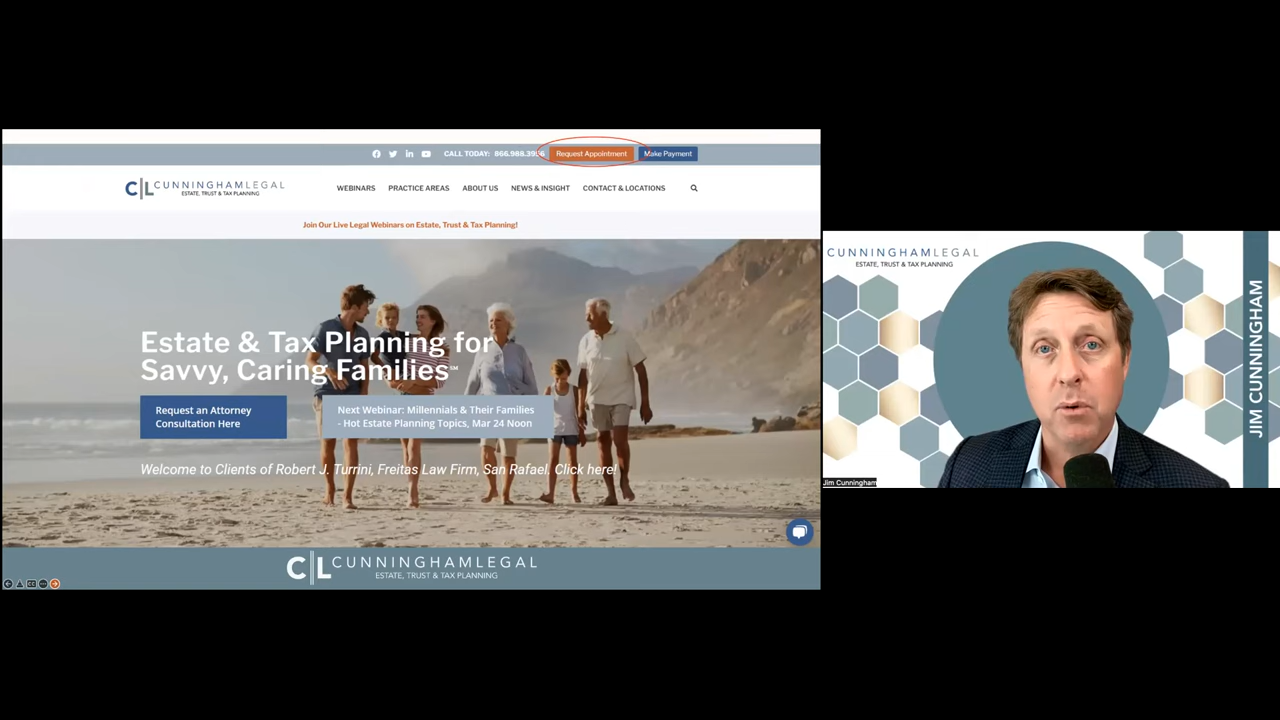 CALL TODAY: 866.988.3956 Request Appointment Make Payment
CL CUNNINGHAMLEGAL
ESTATE, TRUST & TAX PLANNING
WEBINARS PRACTICE AREAS ABOUT US NEWS & INSIGHT CONTACT & LOCATIONS
Join Our Live Legal Webinars on Estate, Trust & Tax Planning!
Estate & Tax Planning for
Savvy, Caring Families℠
Request an Attorney
Consultation Here
Next Webinar: Millennials & Their Families
- Hot Estate Planning Topics, Mar 24 Noon
Welcome to Clients of Robert J. Turrini, Freitas Law Firm, San Rafael. Click here!
CL CUNNINGHAMLEGAL
ESTATE, TRUST & TAX PLANNING
CUNNINGHAMLEGAL
ESTATE, TRUST & TAX PLANNING
JIM CUNNINGHAM
Jim Cunningham